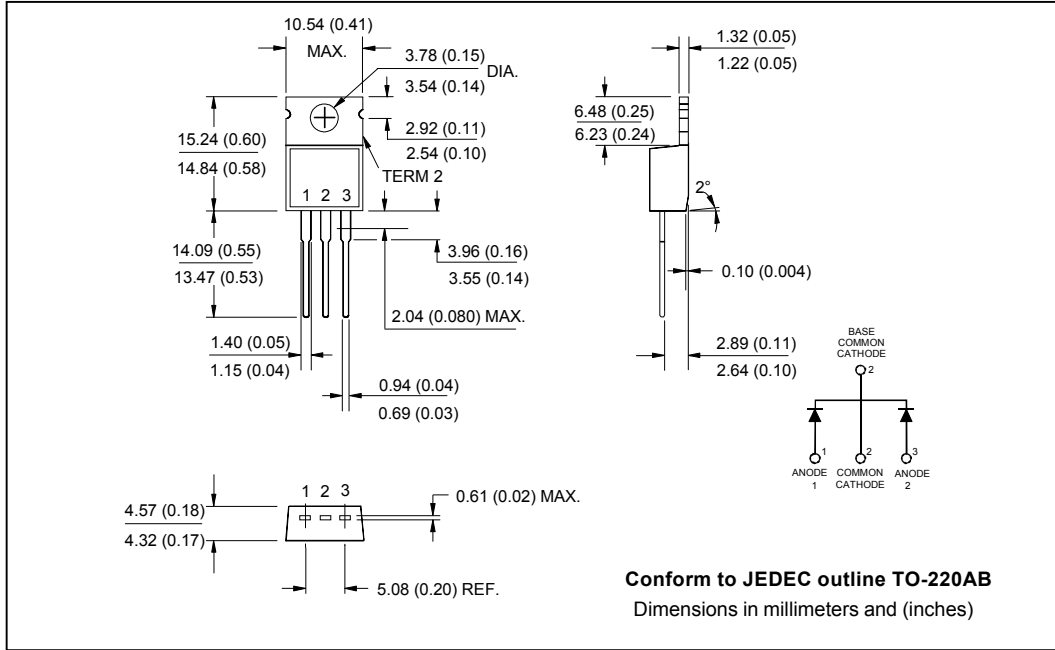 10.54 (0.41)
MAX.
3.78 (0.15)
3.54 (0.14)
DIA.
2.92 (0.11)
2.54 (0.10)
TERM 2
15.24 (0.60)
14.84 (0.58)
1 2 3
14.09 (0.55)
13.47 (0.53)
3.96 (0.16)
3.55 (0.14)
2.04 (0.080) MAX.
1.40 (0.05)
1.15 (0.04)
0.94 (0.04)
0.69 (0.03)
1.32 (0.05)
1.22 (0.05)
6.48 (0.25)
6.23 (0.24)
2°
0.10 (0.004)
2.89 (0.11)
2.64 (0.10)
BASE
COMMON
CATHODE
2
1 2 3
ANODE COMMON ANODE
1 CATHODE 2
1 2 3
4.57 (0.18)
4.32 (0.17)
0.61 (0.02) MAX.
5.08 (0.20) REF.
Conform to JEDEC outline TO-220AB
Dimensions in millimeters and (inches)